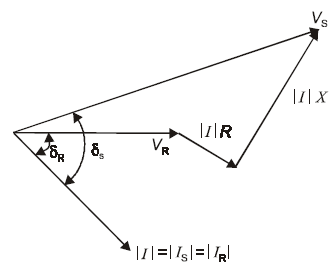 V_S
|I| X
|I| R
V_R
δ_R
δ_s
|I| = |I_S| = |I_R|